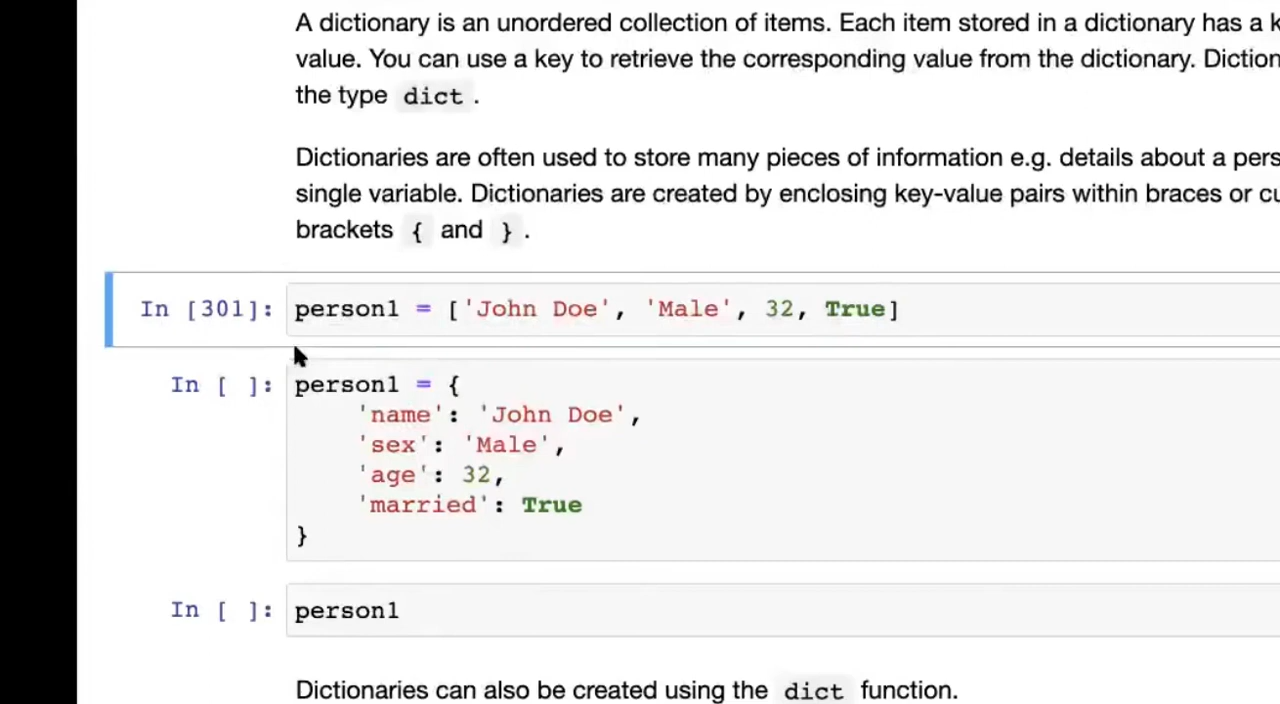 A dictionary is an unordered collection of items. Each item stored in a dictionary has a
value. You can use a key to retrieve the corresponding value from the dictionary.
the type dict .
Dictionaries are often used to store many pieces of information e.g. details about a
single variable. Dictionaries are created by enclosing key-value pairs within braces or
brackets { and } .
In [301]: person1 = ['John Doe', 'Male', 32, True]
In [ ]: person1 = {
'name': 'John Doe',
'sex': 'Male',
'age': 32,
'married': True
}
In [ ]: person1
Dictionaries can also be created using the dict function.